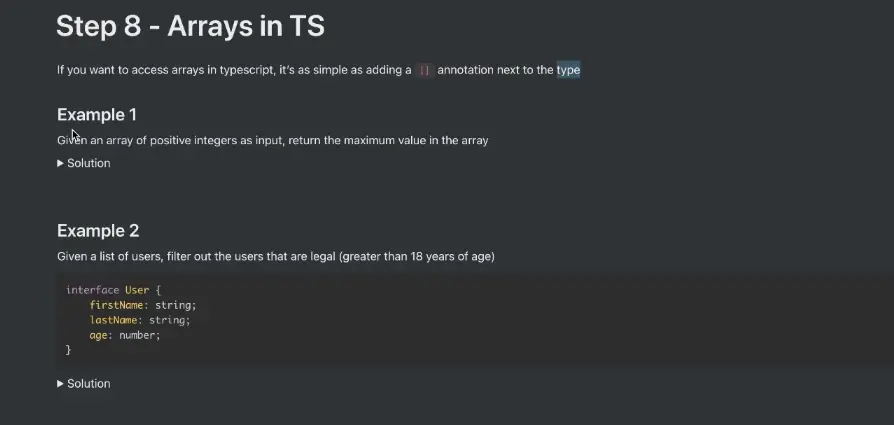 Step 8 - Arrays in TS
If you want to access arrays in typescript, it's as simple as adding a [] annotation next to the type
Example 1
Given an array of positive integers as input, return the maximum value in the array
▶ Solution
Example 2
Given a list of users, filter out the users that are legal (greater than 18 years of age)
interface User {
    firstName: string;
    lastName: string;
    age: number;
}
▶ Solution